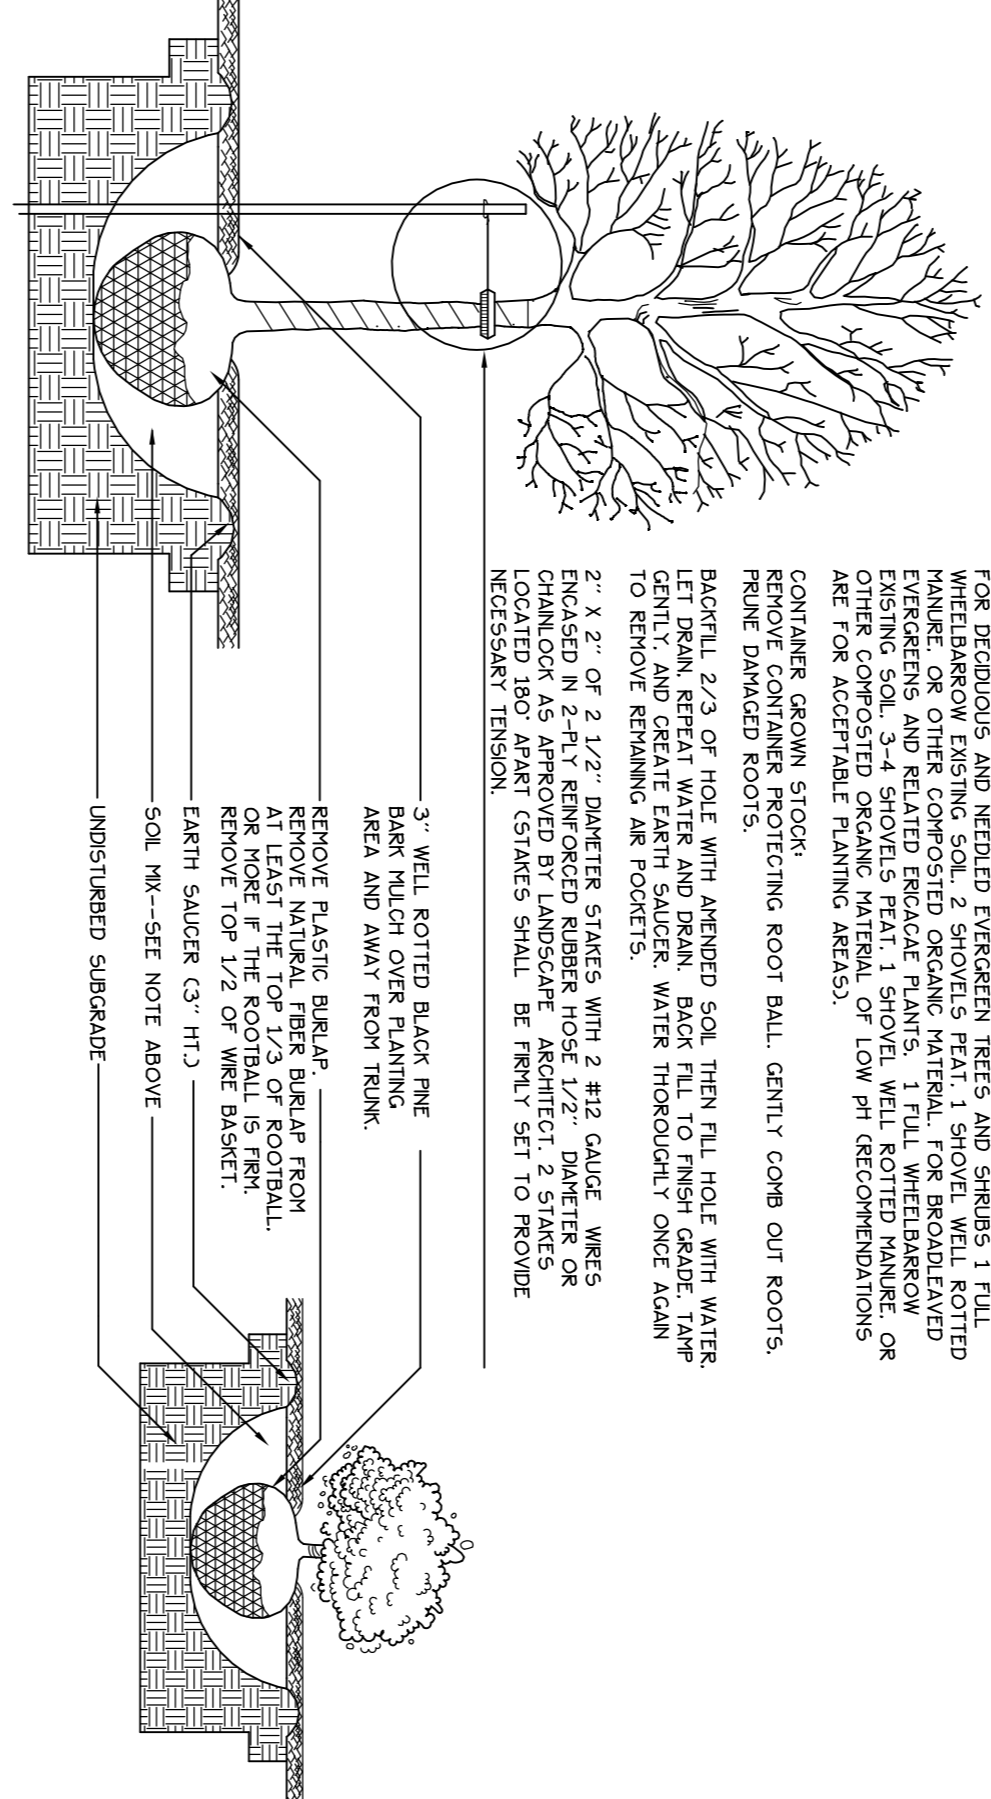 FOR DECIDUOUS AND NEEDLED EVERGREEN TREES AND SHRUBS 1 FULL
WHEELBARROW EXISTING SOIL, 2 SHOVELS PEAT, 1 SHOVEL WELL ROTTED
MANURE, OR OTHER COMPOSTED ORGANIC MATERIAL. FOR BROADLEAVED
EVERGREENS AND RELATED ERICACAE PLANTS, 1 FULL WHEELBARROW
EXISTING SOIL, 3-4 SHOVELS PEAT, 1 SHOVEL WELL ROTTED MANURE, OR
OTHER COMPOSTED ORGANIC MATERIAL OF LOW pH (RECOMMENDATIONS
ARE FOR ACCEPTABLE PLANTING AREAS).
CONTAINER GROWN STOCK:
REMOVE CONTAINER PROTECTING ROOT BALL. GENTLY COMB OUT ROOTS.
PRUNE DAMAGED ROOTS.
BACKFILL 2/3 OF HOLE WITH AMENDED SOIL THEN FILL HOLE WITH WATER.
LET DRAIN. REPEAT WATER AND DRAIN. BACK FILL TO FINISH GRADE, TAMP
GENTLY, AND CREATE EARTH SAUCER. WATER THOROUGHLY ONCE AGAIN
TO REMOVE REMAINING AIR POCKETS.
2" X 2" OF 2 1/2" DIAMETER STAKES WITH 2 #12 GAUGE WIRES
ENCASED IN 2-PLY REINFORCED RUBBER HOSE 1/2" DIAMETER OR
CHAINLOCK AS APPROVED BY LANDSCAPE ARCHITECT. 2 STAKES
LOCATED 180° APART (STAKES SHALL BE FIRMLY SET TO PROVIDE
NECESSARY TENSION.
3" WELL ROTTED BLACK PINE
BARK MULCH OVER PLANTING
AREA AND AWAY FROM TRUNK.
REMOVE PLASTIC BURLAP.
REMOVE NATURAL FIBER BURLAP FROM
AT LEAST THE TOP 1/3 OF ROOTBALL,
OR MORE IF THE ROOTBALL IS FIRM.
REMOVE TOP 1/2 OF WIRE BASKET.
EARTH SAUCER (3" HT.)
SOIL MIX--SEE NOTE ABOVE
UNDISTURBED SUBGRADE